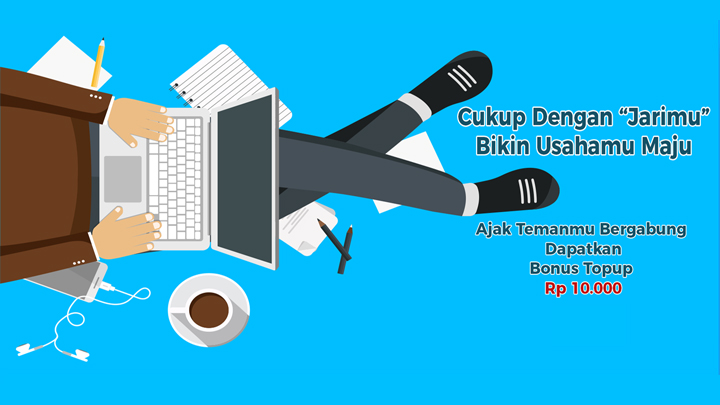 Cukup Dengan “Jarimu”
Bikin Usahamu Maju
Ajak Temanmu Bergabung
Dapatkan
Bonus Topup
Rp 10.000